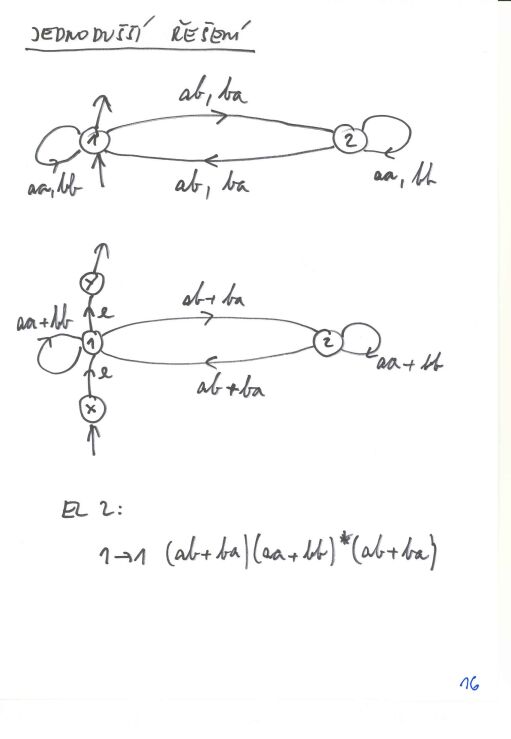 JEDNODUŠŠÍ ŘEŠENÍ
ab, ba
1
2
aa, bb
ab, ba
aa, bb
y
e
ab+ba
aa+bb
1
2
e
ab+ba
aa+bb
x
EL 2:
1→1 (ab+ba)(aa+bb)*(ab+ba)
16